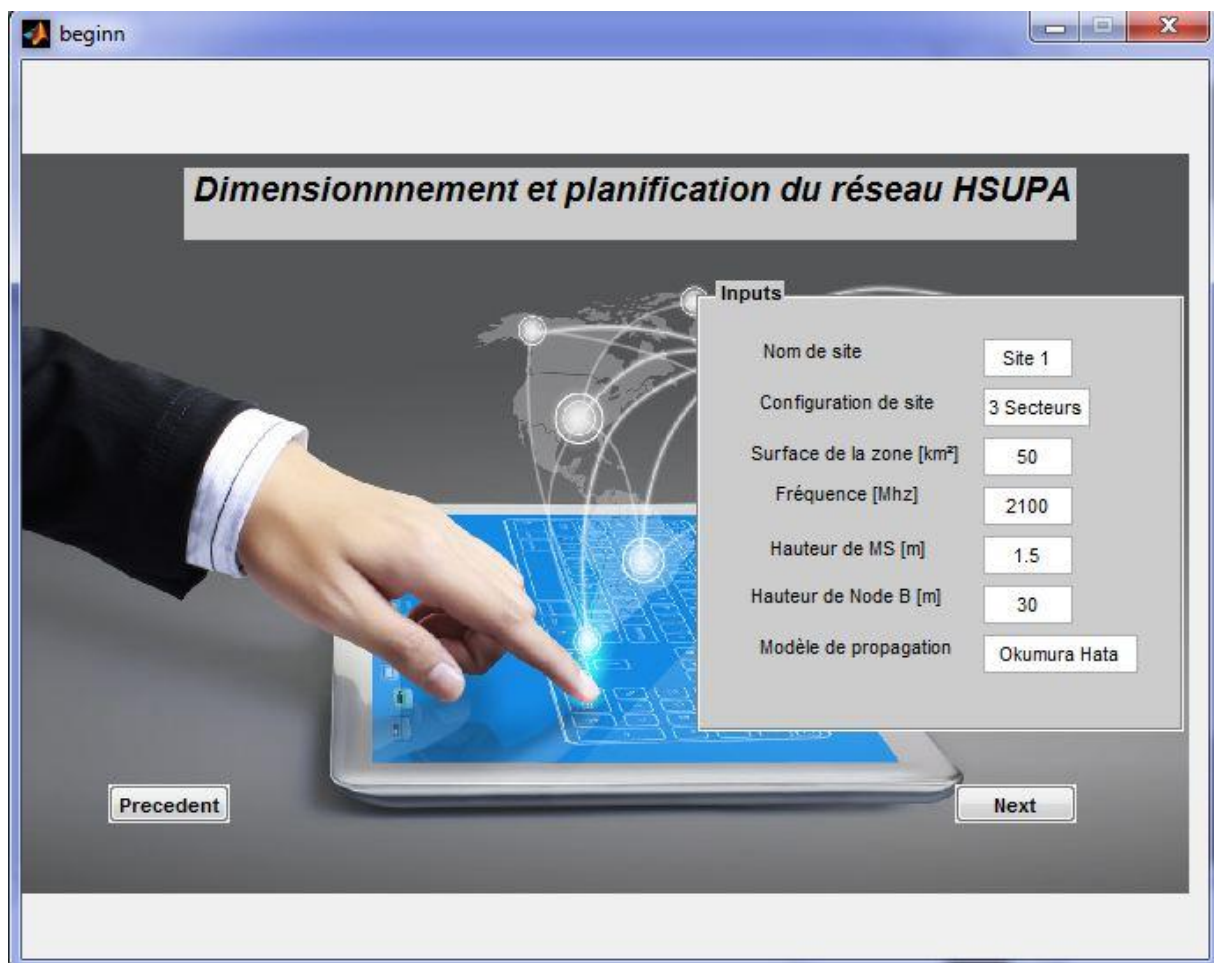 beginn
Dimensionnnement et planification du réseau HSUPA
Inputs
Nom de site
Site 1
Configuration de site
3 Secteurs
Surface de la zone [km²]
50
Fréquence [Mhz]
2100
Hauteur de MS [m]
1.5
Hauteur de Node B [m]
30
Modèle de propagation
Okumura Hata
Precedent
Next